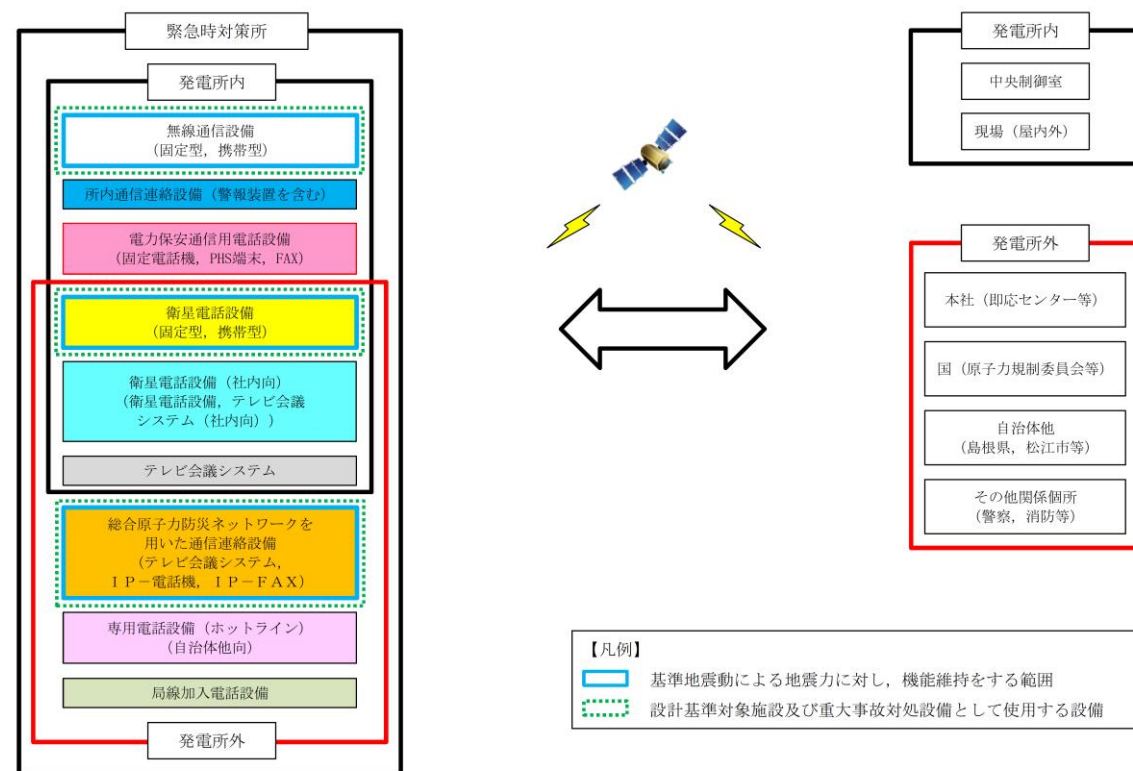 緊急時対策所
発電所内
無線通信設備
(固定型,携帯型)
所内通信連絡設備(警報装置を含む)
電力保安通信用電話設備
(固定電話機,PHS端末,FAX)
衛星電話設備
(固定型,携帯型)
衛星電話設備(社内向)
(衛星電話設備,テレビ会議
システム(社内向))
テレビ会議システム
総合原子力防災ネットワークを
用いた通信連絡設備
(テレビ会議システム,
IP-電話機,IP-FAX)
専用電話設備(ホットライン)
(自治体他向)
局線加入電話設備
発電所外
発電所内
中央制御室
現場(屋内外)
発電所外
本社(即応センター等)
国(原子力規制委員会等)
自治体他
(島根県,松江市等)
その他関係個所
(警察,消防等)
【凡例】
基準地震動による地震力に対し,機能維持をする範囲
設計基準対象施設及び重大事故対処設備として使用する設備